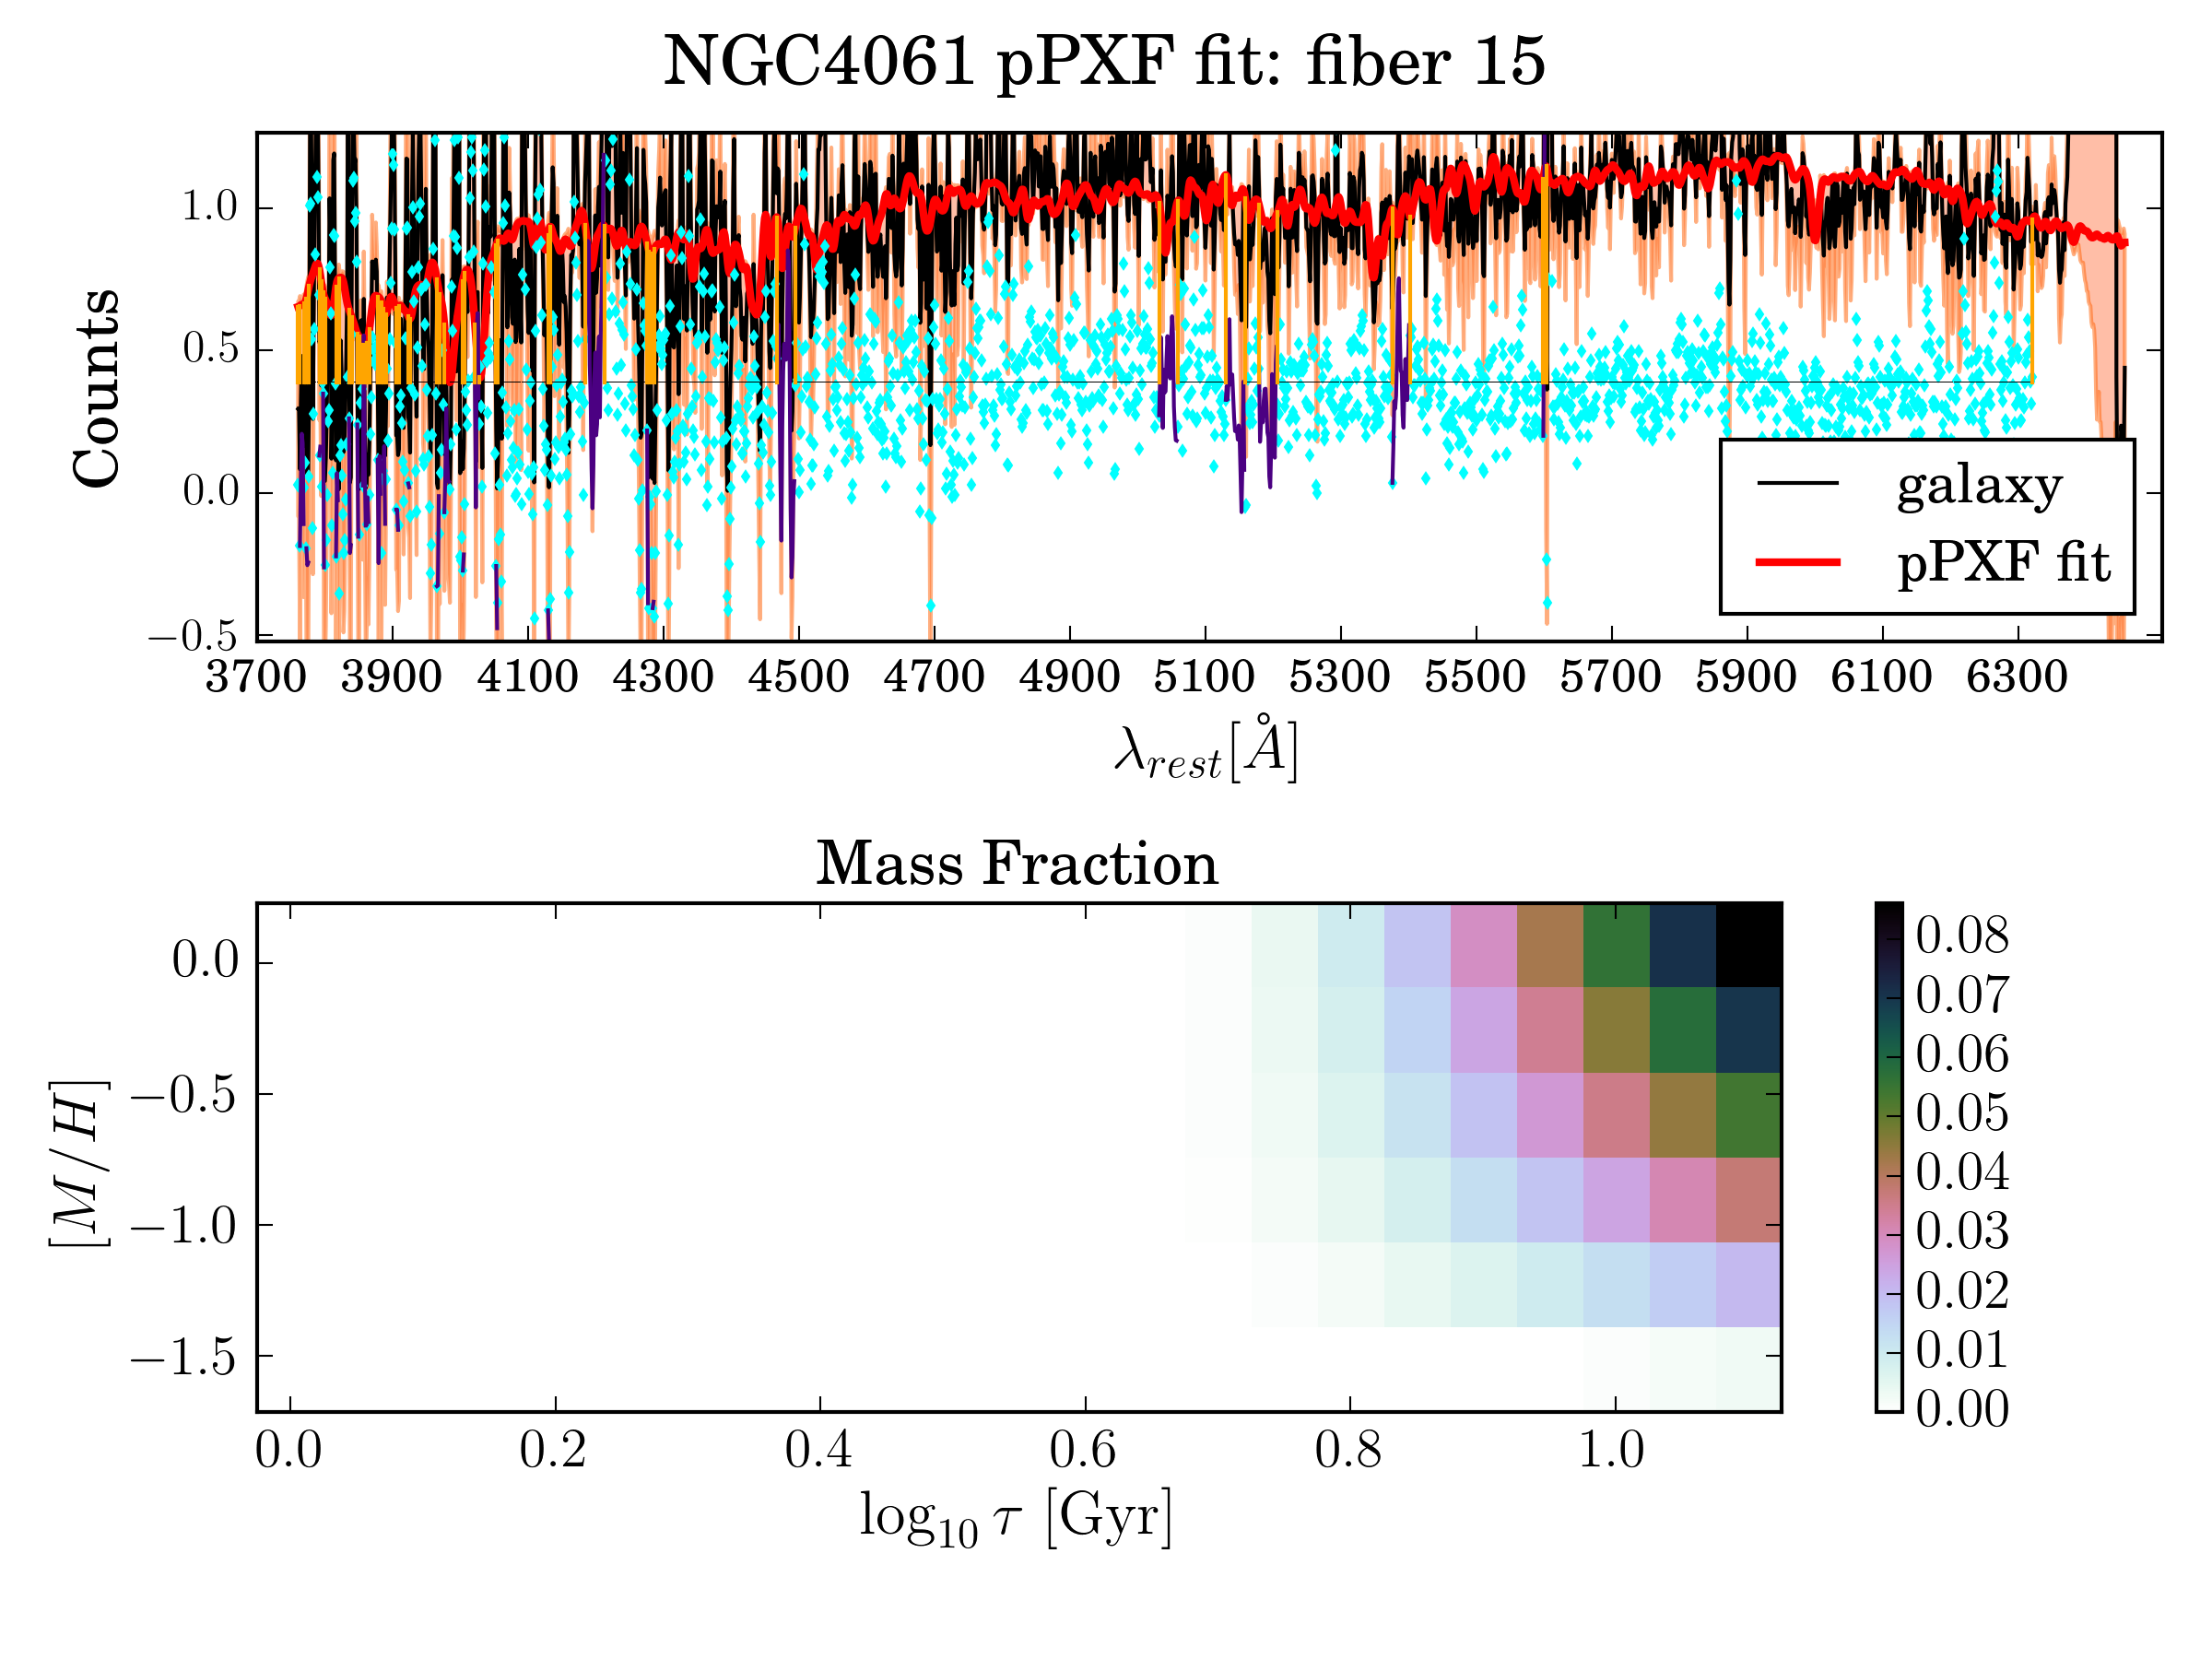 NGC4061 pPXF fit: fiber 15
Counts
1.0
0.5
0.0
−0.5
galaxy
pPXF fit
3700 3900 4100 4300 4500 4700 4900 5100 5300 5500 5700 5900 6100 6300
λ_rest[Å]
Mass Fraction
[M/H]
0.0
−0.5
−1.0
−1.5
0.0 0.2 0.4 0.6 0.8 1.0
log₁₀ τ [Gyr]
0.08
0.07
0.06
0.05
0.04
0.03
0.02
0.01
0.00